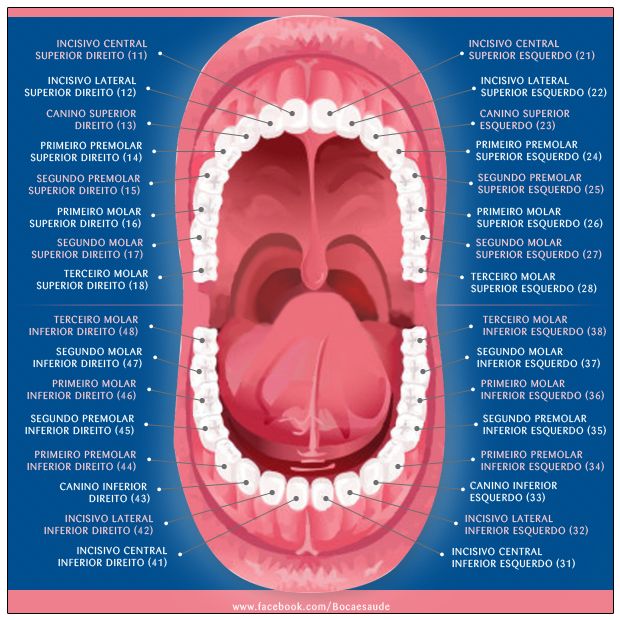 INCISIVO CENTRAL
SUPERIOR DIREITO (11)
INCISIVO LATERAL
SUPERIOR DIREITO (12)
CANINO SUPERIOR
DIREITO (13)
PRIMEIRO PREMOLAR
SUPERIOR DIREITO (14)
SEGUNDO PREMOLAR
SUPERIOR DIREITO (15)
PRIMEIRO MOLAR
SUPERIOR DIREITO (16)
SEGUNDO MOLAR
SUPERIOR DIREITO (17)
TERCEIRO MOLAR
SUPERIOR DIREITO (18)
TERCEIRO MOLAR
INFERIOR DIREITO (48)
SEGUNDO MOLAR
INFERIOR DIREITO (47)
PRIMEIRO MOLAR
INFERIOR DIREITO (46)
SEGUNDO PREMOLAR
INFERIOR DIREITO (45)
PRIMEIRO PREMOLAR
INFERIOR DIREITO (44)
CANINO INFERIOR
DIREITO (43)
INCISIVO LATERAL
INFERIOR DIREITO (42)
INCISIVO CENTRAL
INFERIOR DIREITO (41)
INCISIVO CENTRAL
SUPERIOR ESQUERDO (21)
INCISIVO LATERAL
SUPERIOR ESQUERDO (22)
CANINO SUPERIOR
ESQUERDO (23)
PRIMEIRO PREMOLAR
SUPERIOR ESQUERDO (24)
SEGUNDO PREMOLAR
SUPERIOR ESQUERDO (25)
PRIMEIRO MOLAR
SUPERIOR ESQUERDO (26)
SEGUNDO MOLAR
SUPERIOR ESQUERDO (27)
TERCEIRO MOLAR
SUPERIOR ESQUERDO (28)
TERCEIRO MOLAR
INFERIOR ESQUERDO (38)
SEGUNDO MOLAR
INFERIOR ESQUERDO (37)
PRIMEIRO MOLAR
INFERIOR ESQUERDO (36)
SEGUNDO PREMOLAR
INFERIOR ESQUERDO (35)
PRIMEIRO PREMOLAR
INFERIOR ESQUERDO (34)
CANINO INFERIOR
ESQUERDO (33)
INCISIVO LATERAL
INFERIOR ESQUERDO (32)
INCISIVO CENTRAL
INFERIOR ESQUERDO (31)
www.facebook.com/Bocaesaude